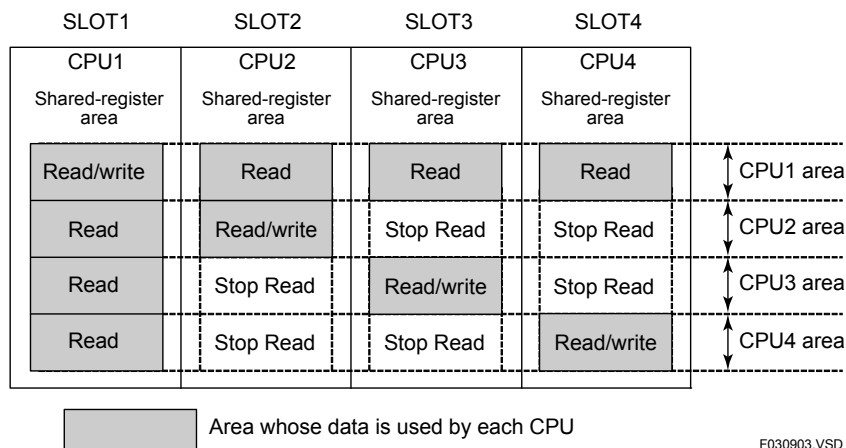 SLOT1 SLOT2 SLOT3 SLOT4
CPU1 CPU2 CPU3 CPU4
Shared-register Shared-register Shared-register Shared-register
area area area area
Read/write Read Read Read CPU1 area
Read Read/write Stop Read Stop Read CPU2 area
Read Stop Read Read/write Stop Read CPU3 area
Read Stop Read Stop Read Read/write CPU4 area
Area whose data is used by each CPU
F030903.VSD